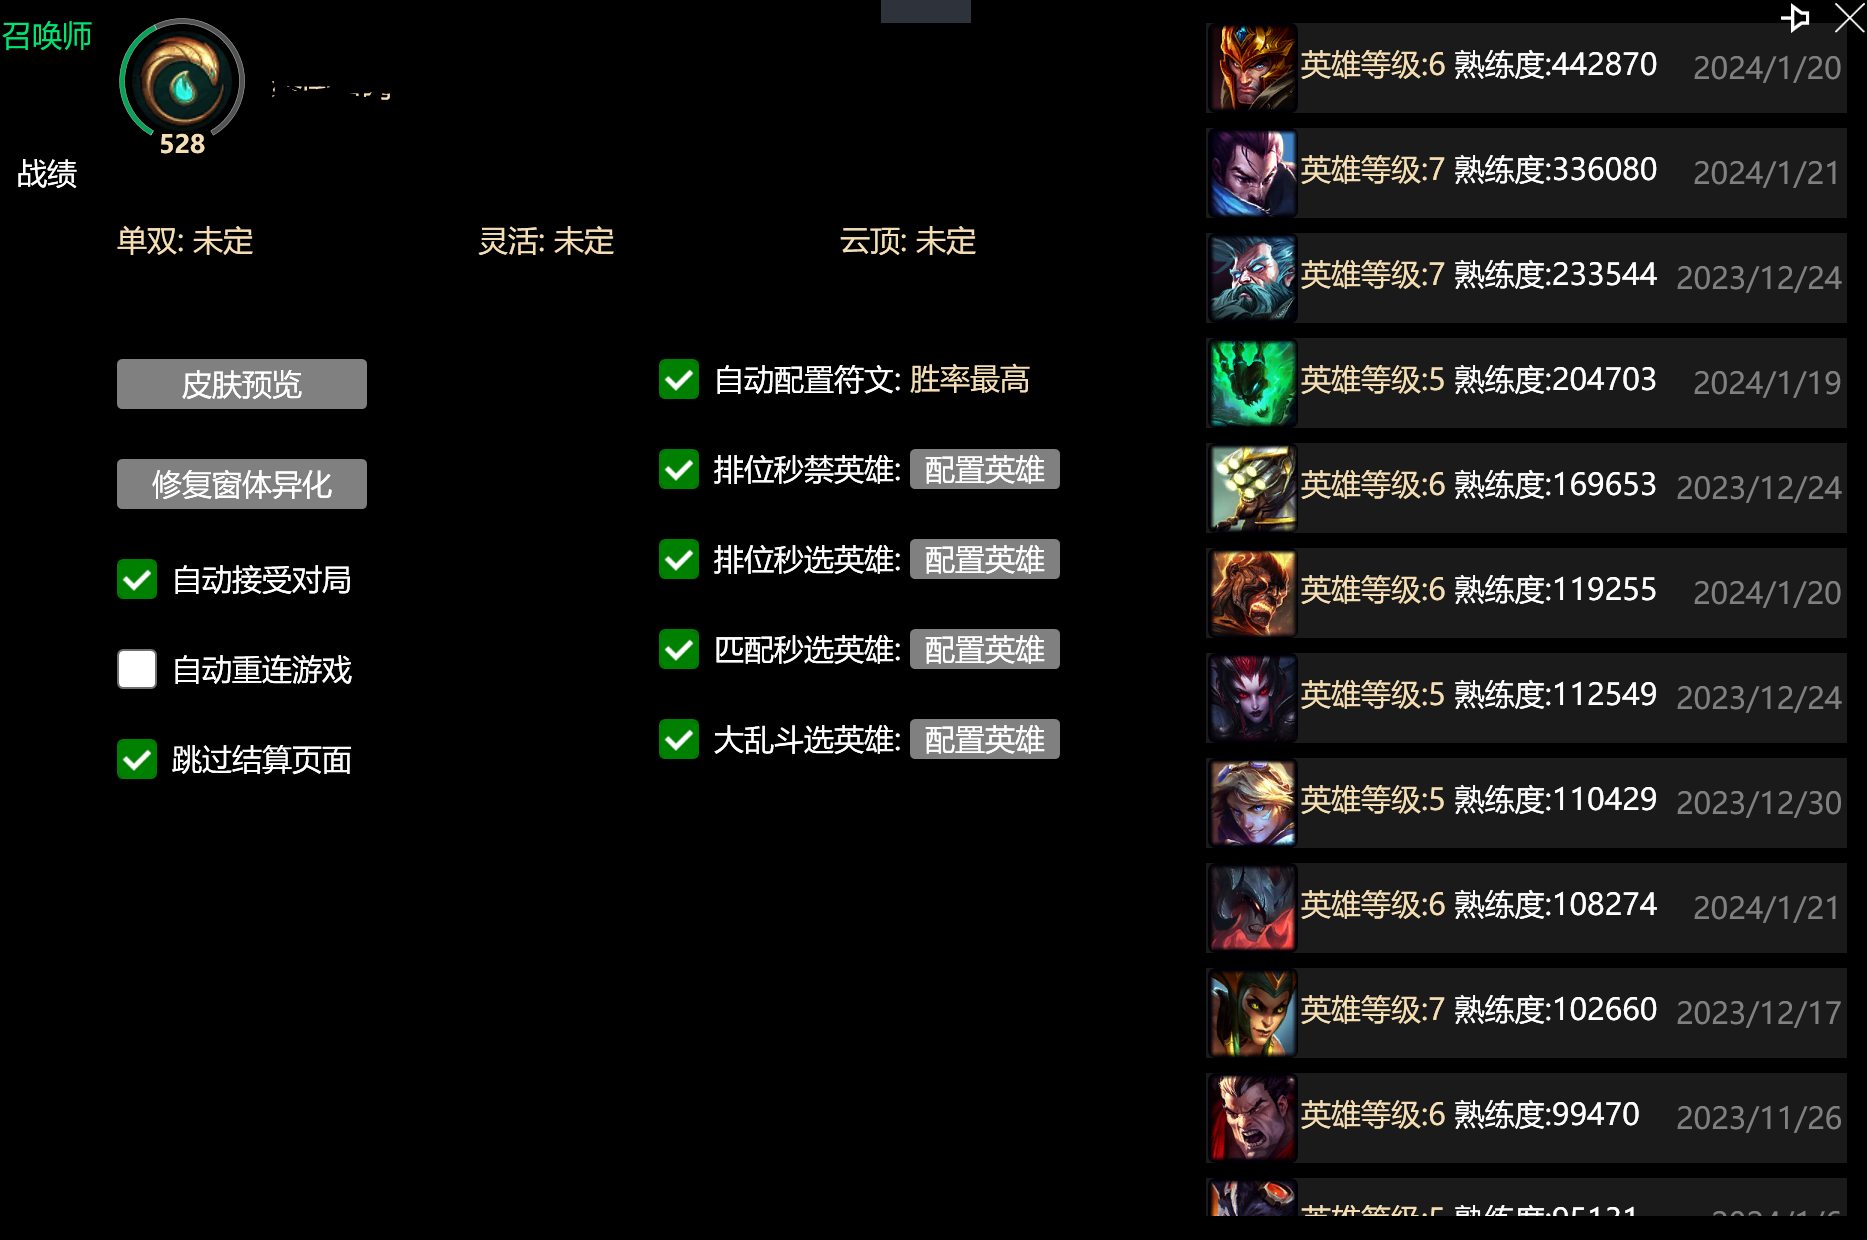 召唤师
战绩
528
单双: 未定
灵活: 未定
云顶: 未定
皮肤预览
修复窗体异化
自动接受对局
自动重连游戏
跳过结算页面
自动配置符文: 胜率最高
排位秒禁英雄: 配置英雄
排位秒选英雄: 配置英雄
匹配秒选英雄: 配置英雄
大乱斗选英雄: 配置英雄
英雄等级:6 熟练度:442870 2024/1/20
英雄等级:7 熟练度:336080 2024/1/21
英雄等级:7 熟练度:233544 2023/12/24
英雄等级:5 熟练度:204703 2024/1/19
英雄等级:6 熟练度:169653 2023/12/24
英雄等级:6 熟练度:119255 2024/1/20
英雄等级:5 熟练度:112549 2023/12/24
英雄等级:5 熟练度:110429 2023/12/30
英雄等级:6 熟练度:108274 2024/1/21
英雄等级:7 熟练度:102660 2023/12/17
英雄等级:6 熟练度:99470 2023/11/26
英雄等级:5 熟练度:95131